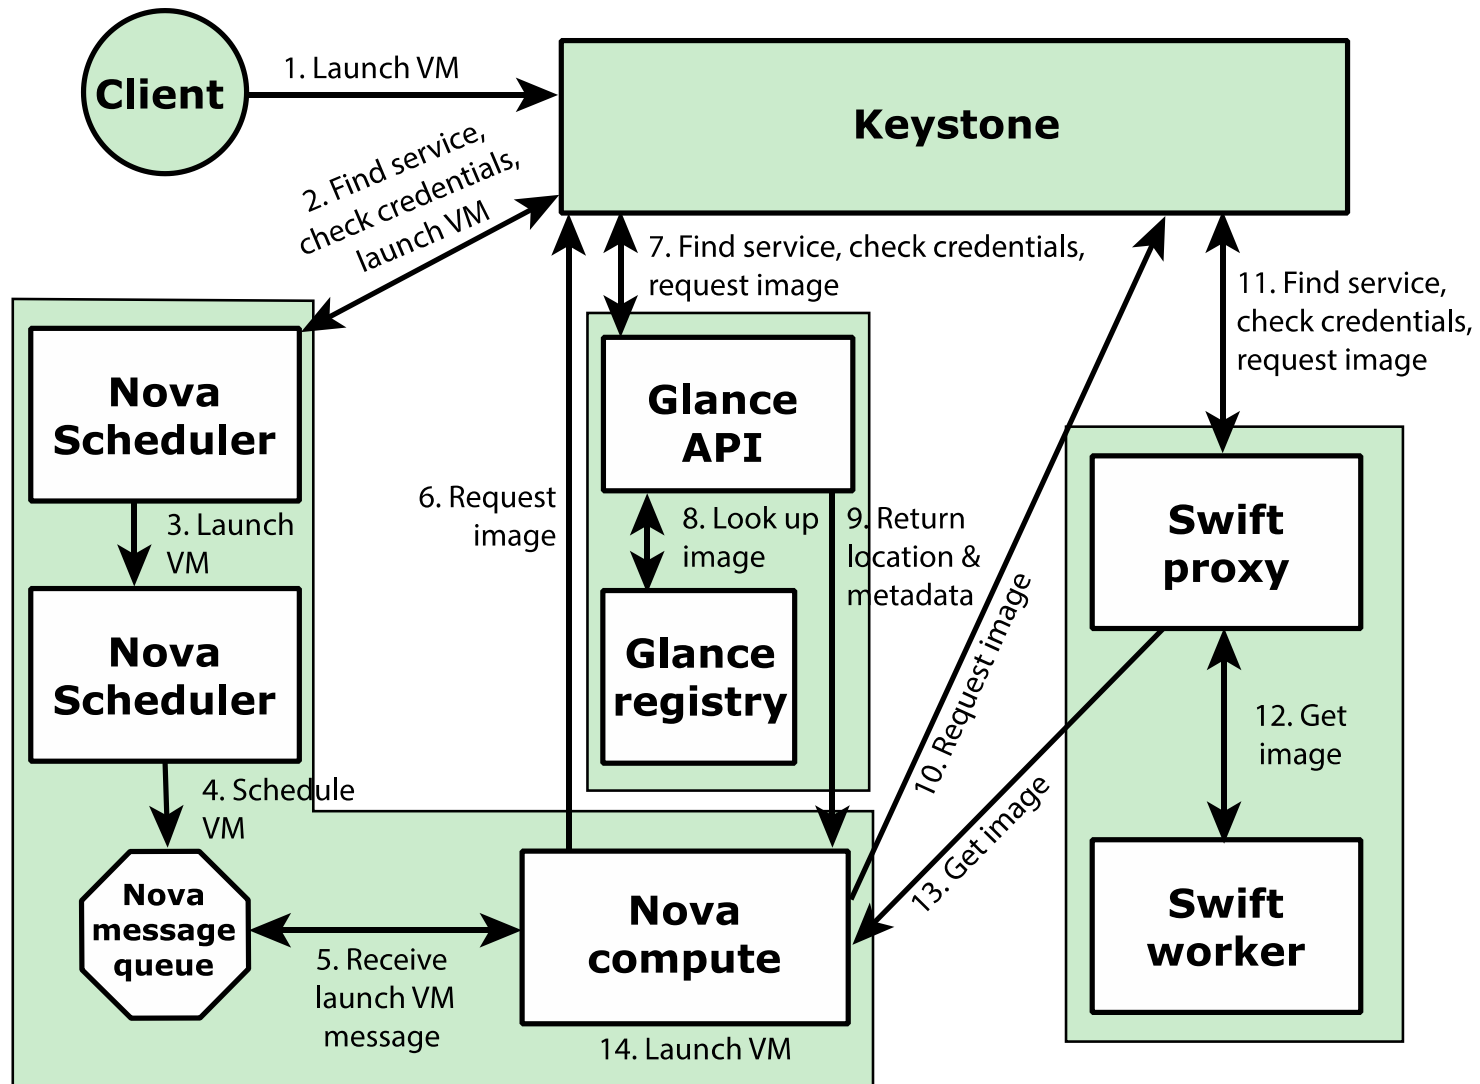 Client
1. Launch VM
Keystone
2. Find service,
check credentials,
launch VM
7. Find service, check credentials,
request image
11. Find service,
check credentials,
request image
Nova
Scheduler
Glance
API
6. Request
image
3. Launch
VM
8. Look up
image
9. Return
location &
metadata
Swift
proxy
Nova
Scheduler
Glance
registry
10. Request image
12. Get
image
4. Schedule
VM
13. Get image
Nova
message
queue
5. Receive
launch VM
message
Nova
compute
14. Launch VM
Swift
worker